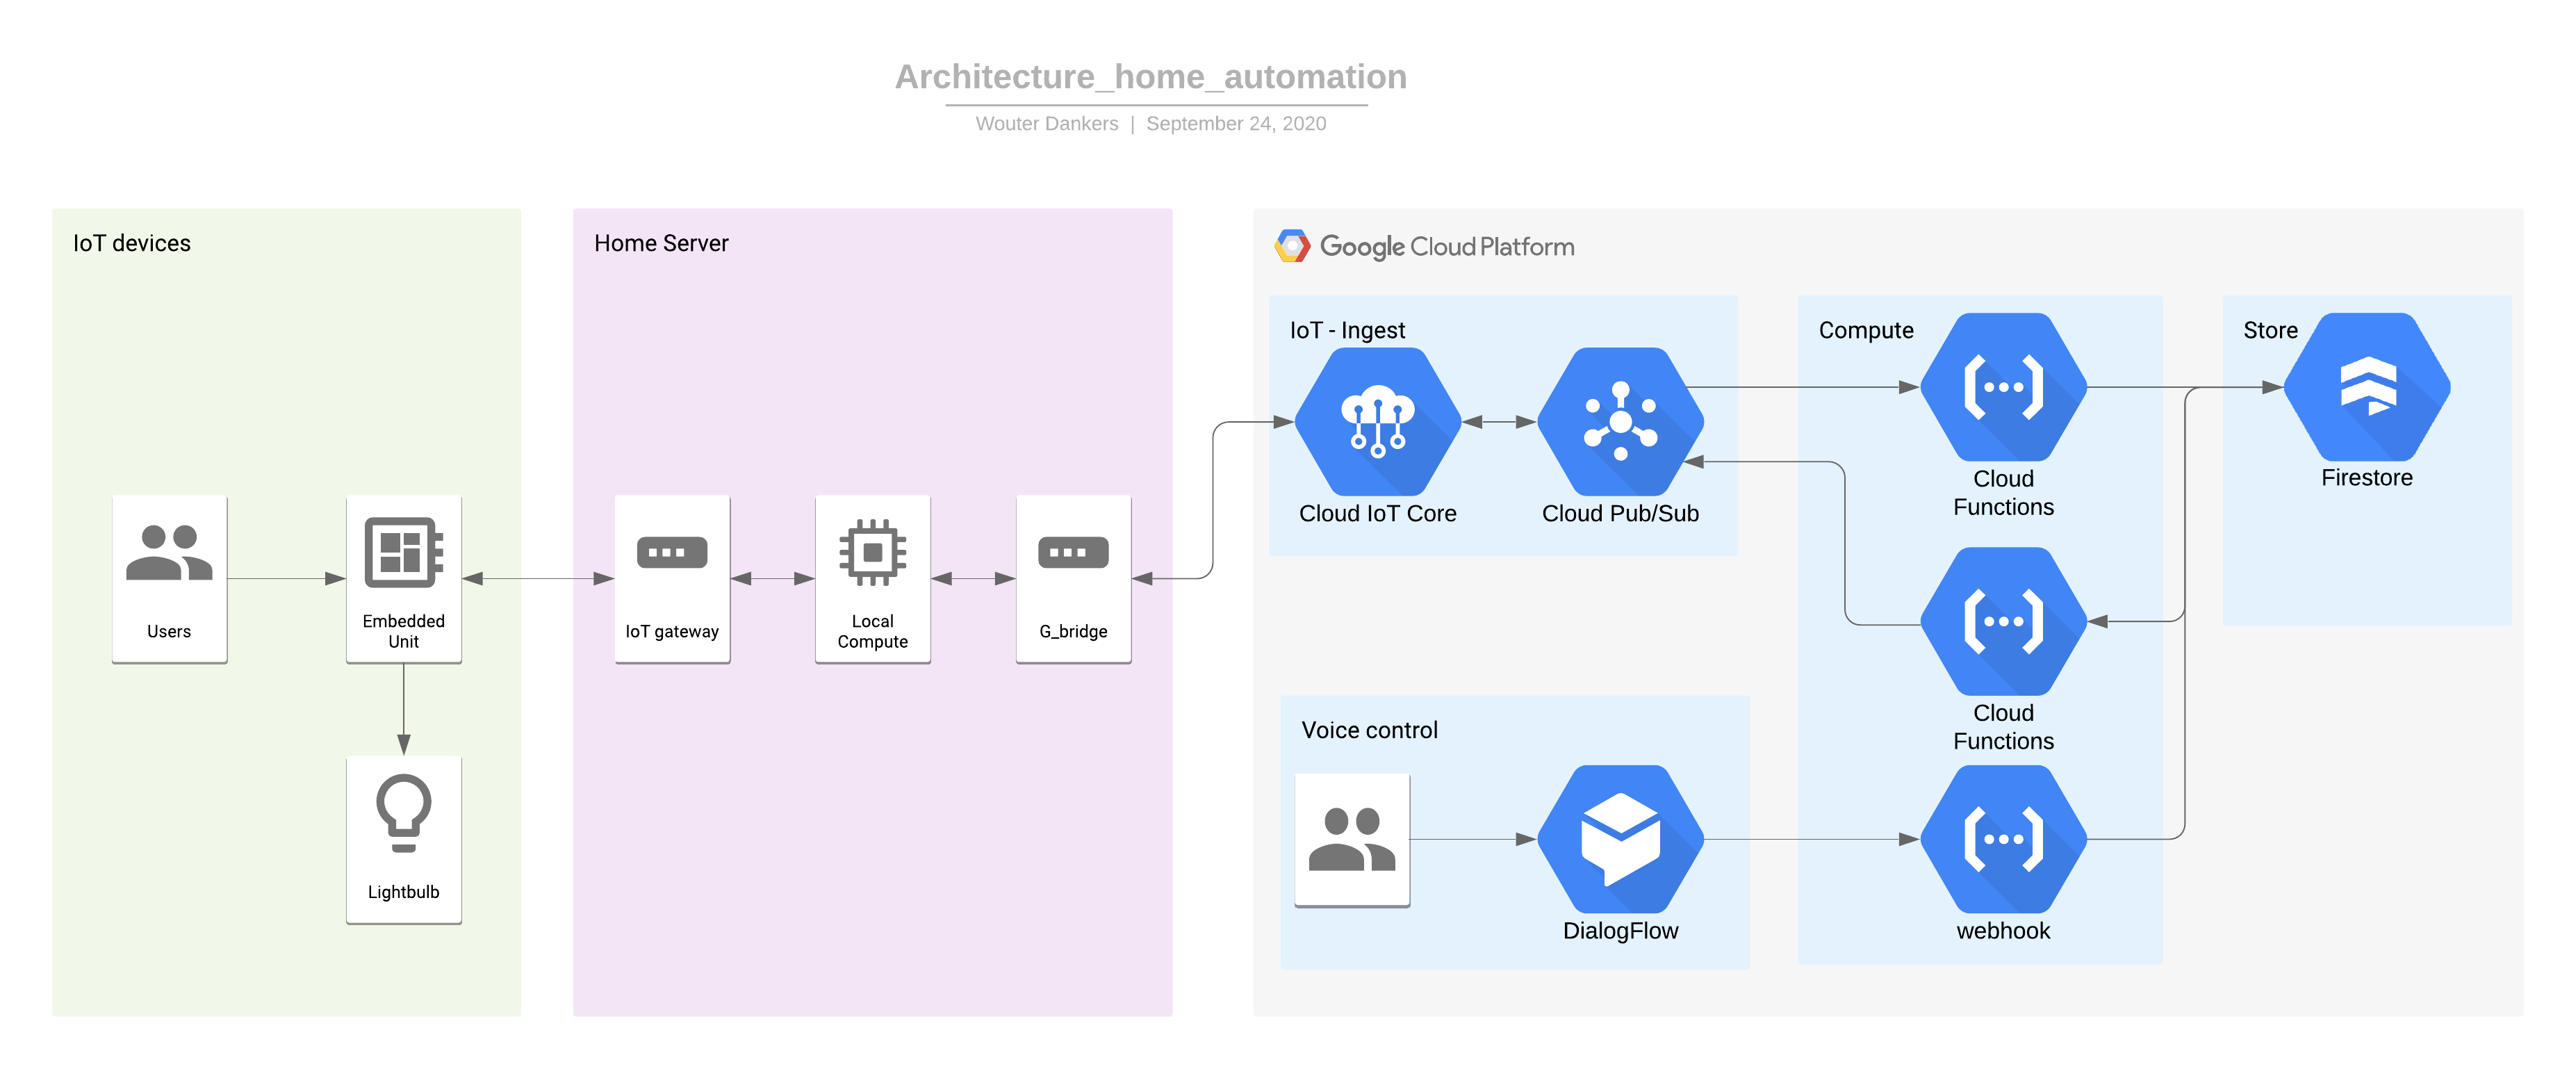 Architecture_home_automation
Wouter Dankers | September 24, 2020
IoT devices
Users
Embedded
Unit
Lightbulb
Home Server
IoT gateway
Local
Compute
G_bridge
Google Cloud Platform
IoT - Ingest
Cloud IoT Core
Cloud Pub/Sub
Compute
Cloud
Functions
Cloud
Functions
webhook
Store
Firestore
Voice control
DialogFlow